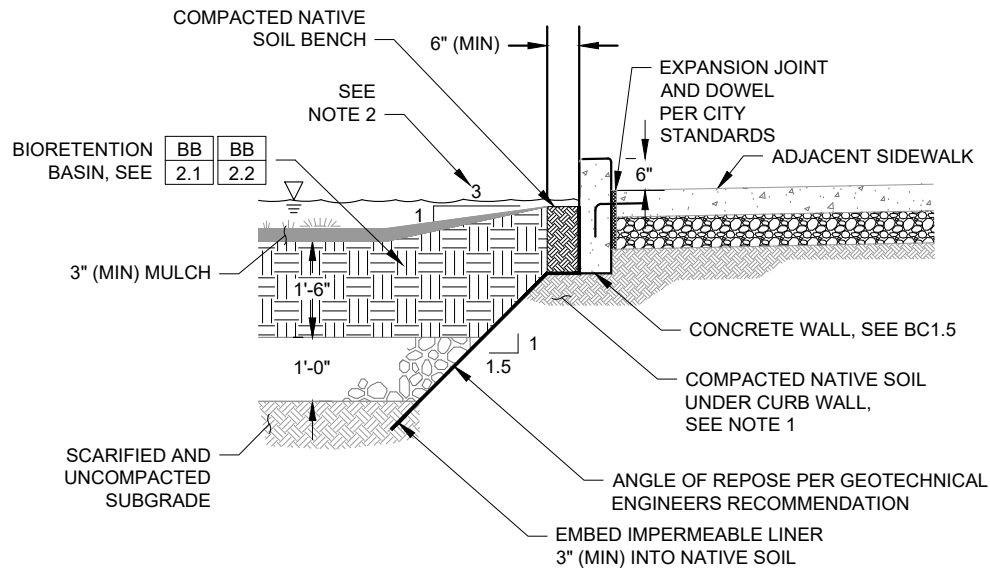 COMPACTED NATIVE
SOIL BENCH
6" (MIN)
EXPANSION JOINT
AND DOWEL
PER CITY
STANDARDS
SEE
NOTE 2
BIORETENTION
BASIN, SEE
BB BB
2.1 2.2
6"
ADJACENT SIDEWALK
3
1
3" (MIN) MULCH
1'-6"
CONCRETE WALL, SEE BC1.5
1
1.5
1'-0"
COMPACTED NATIVE SOIL
UNDER CURB WALL,
SEE NOTE 1
SCARIFIED AND
UNCOMPACTED
SUBGRADE
ANGLE OF REPOSE PER GEOTECHNICAL
ENGINEERS RECOMMENDATION
EMBED IMPERMEABLE LINER
3" (MIN) INTO NATIVE SOIL